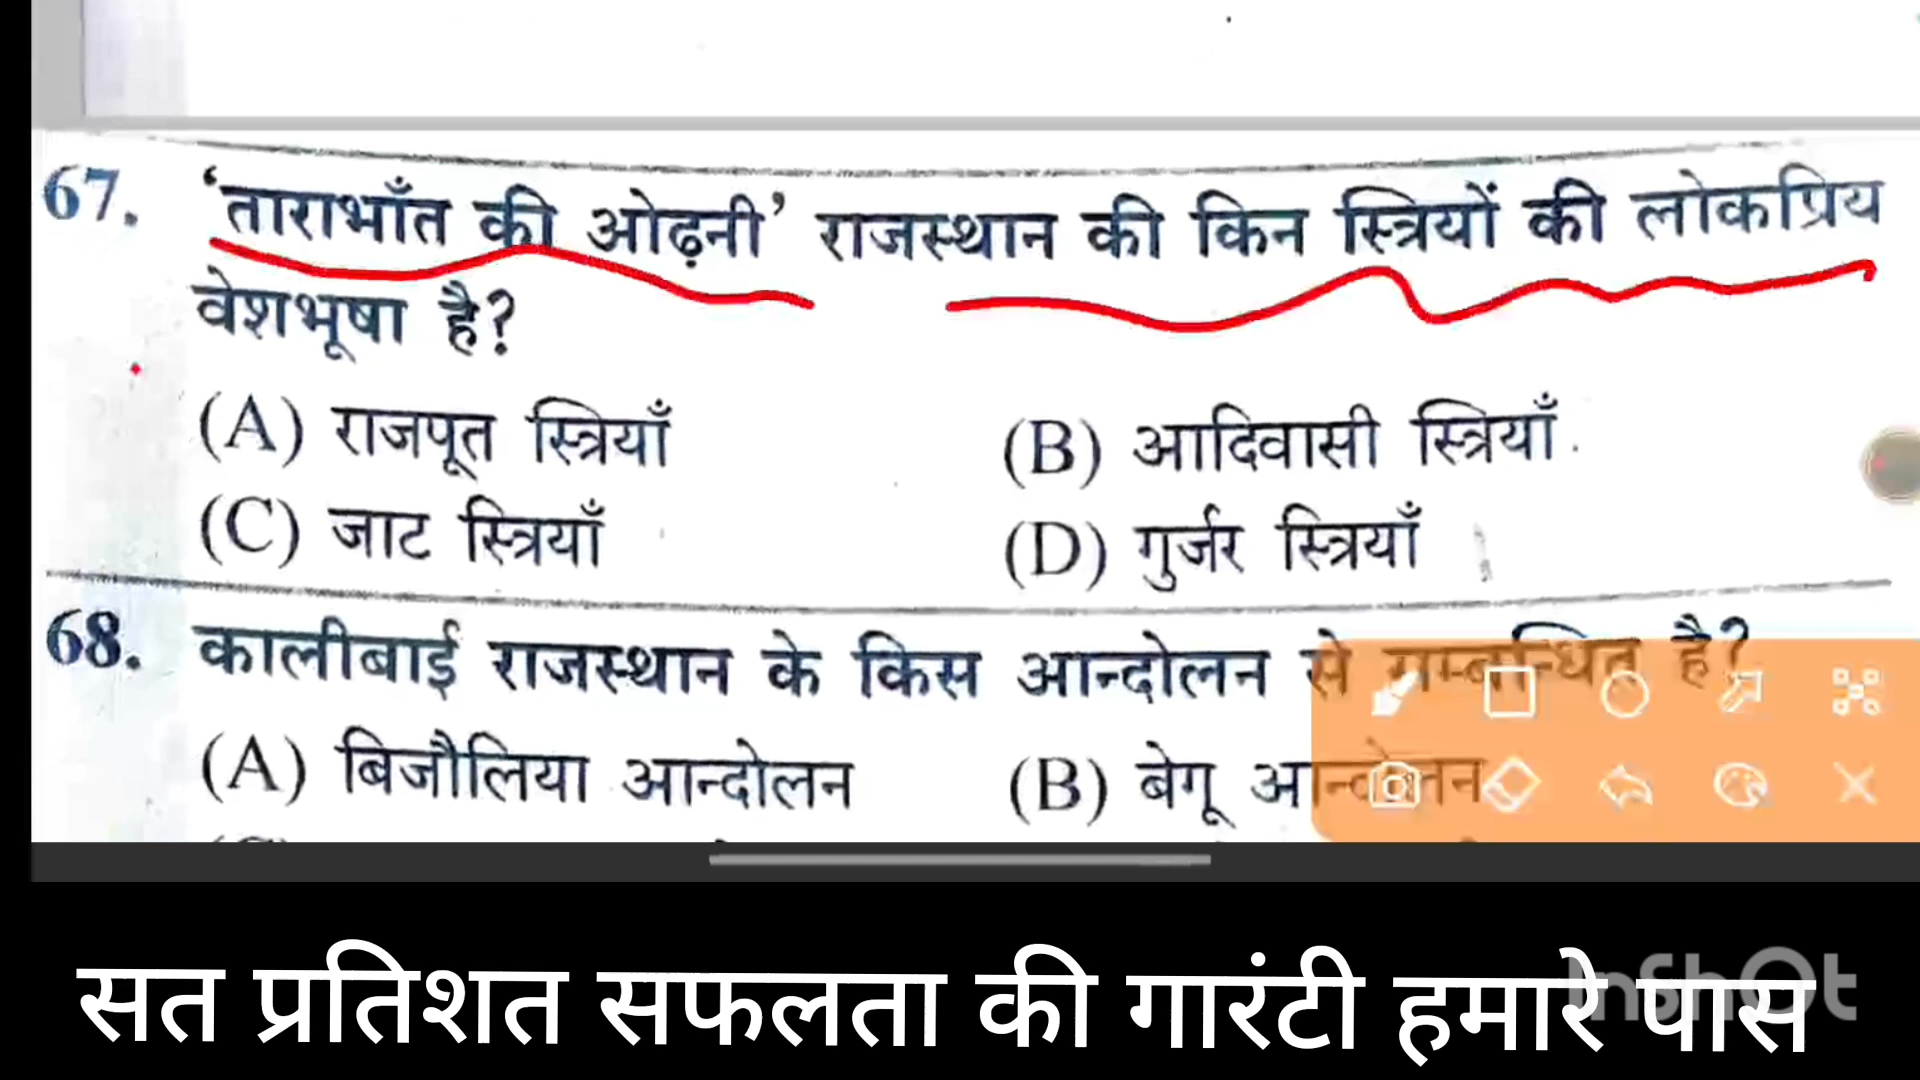 67. ‘ताराभाँत की ओढ़नी’ राजस्थान की किन स्त्रियों की लोकप्रिय
वेशभूषा है?
(A) राजपूत स्त्रियाँ (B) आदिवासी स्त्रियाँ
(C) जाट स्त्रियाँ (D) गुर्जर स्त्रियाँ
68. कालीबाई राजस्थान के किस आन्दोलन से सम्बन्धित है?
(A) बिजौलिया आन्दोलन (B) बेगू आन्दोलन
सत प्रतिशत सफलता की गारंटी हमारे पास
InShOt